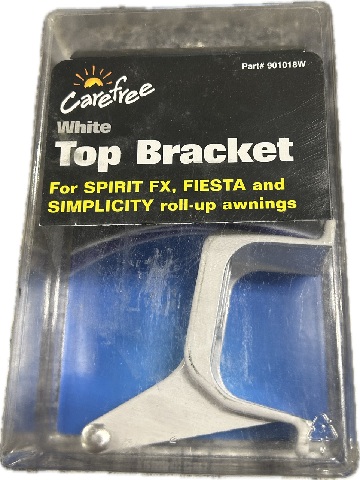 Part# 901018W
Carefree
White
Top Bracket
For SPIRIT FX, FIESTA and
SIMPLICITY roll-up awnings